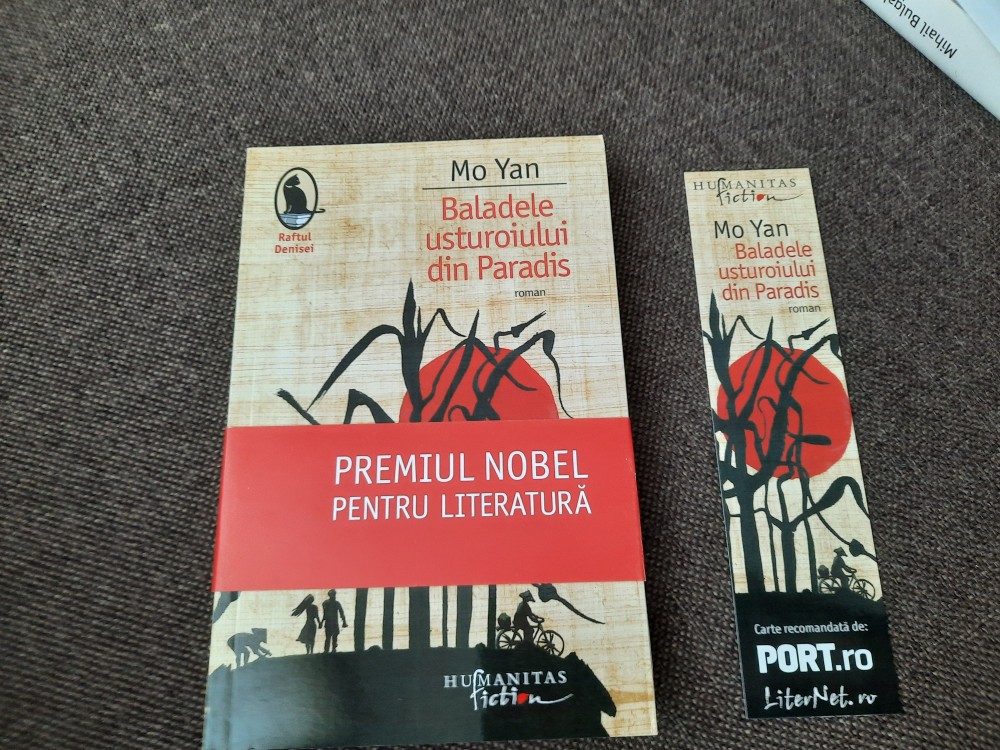 Mo Yan
Baladele
usturoiului
din Paradis
roman
Raftul
Denisei
PREMIUL NOBEL
PENTRU LITERATURĂ
HUMANITAS
fiction
HUMANITAS
fiction
Mo Yan
Baladele
usturoiului
din Paradis
roman
Carte recomandată de:
PORT.ro
LiterNet.ro
Mihail